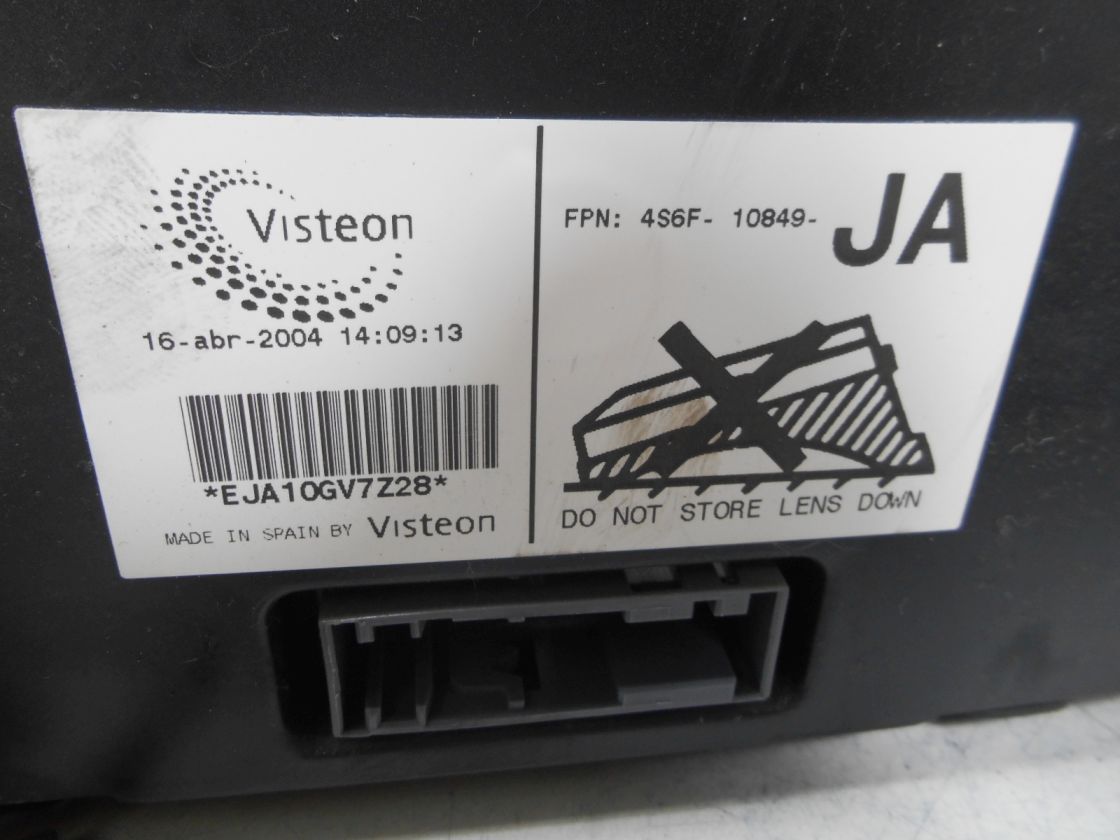 Visteon
16-abr-2004 14:09:13
*EJA10GV7Z28*
MADE IN SPAIN BY Visteon
FPN: 4S6F- 10849-JA
DO NOT STORE LENS DOWN